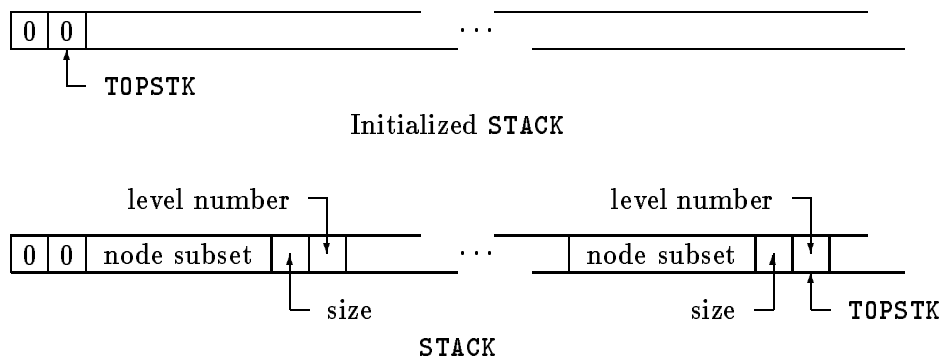 0 0 ...
TOPSTK
Initialized STACK
level number level number
0 0 node subset ... node subset
size size TOPSTK
STACK